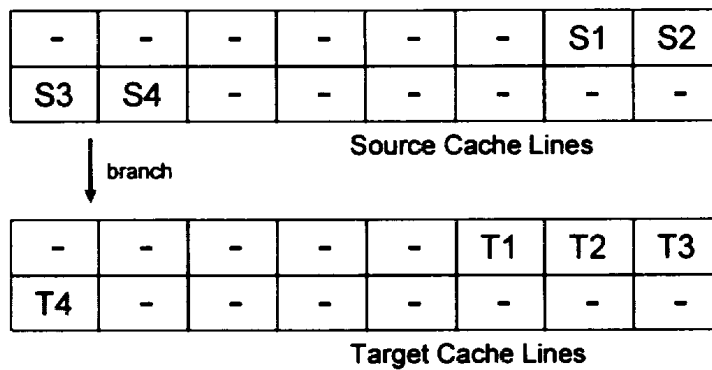 - - - - - - S1 S2
S3 S4 - - - - - -
Source Cache Lines
branch
- - - - - T1 T2 T3
T4 - - - - - - -
Target Cache Lines